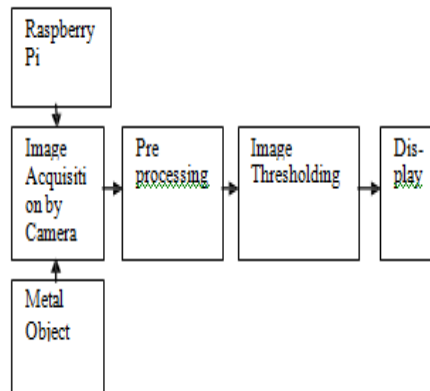 Raspberry
Pi
Image
Acquisiti
on by
Camera
Pre
processing
Image
Thresholding
Dis-
play
Metal
Object